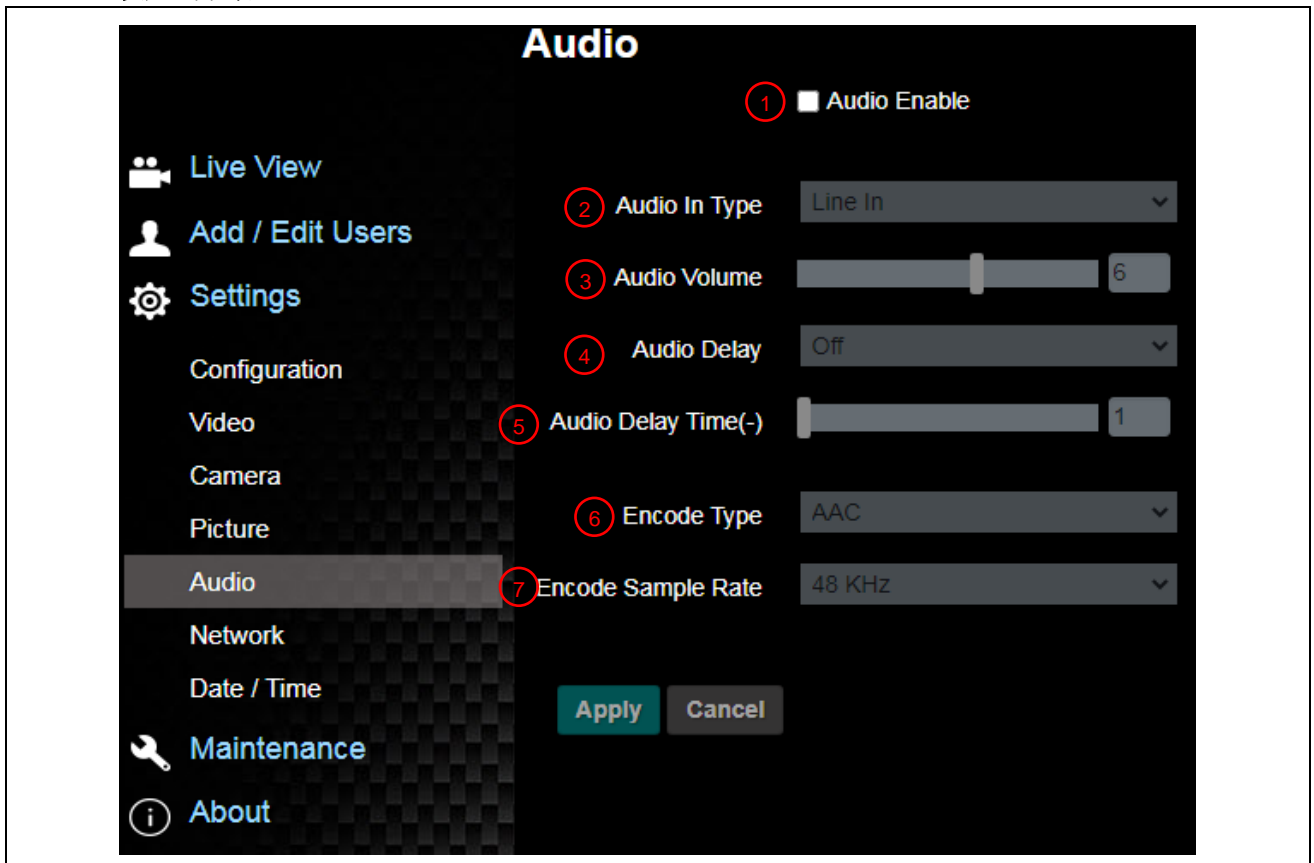 Audio
1 Audio Enable
Live View
Add / Edit Users
Settings
Configuration
Video
Camera
Picture
Audio
Network
Date / Time
Maintenance
About
2 Audio In Type Line In
3 Audio Volume 6
4 Audio Delay Off
5 Audio Delay Time(-) 1
6 Encode Type AAC
7 Encode Sample Rate 48 KHz
Apply Cancel